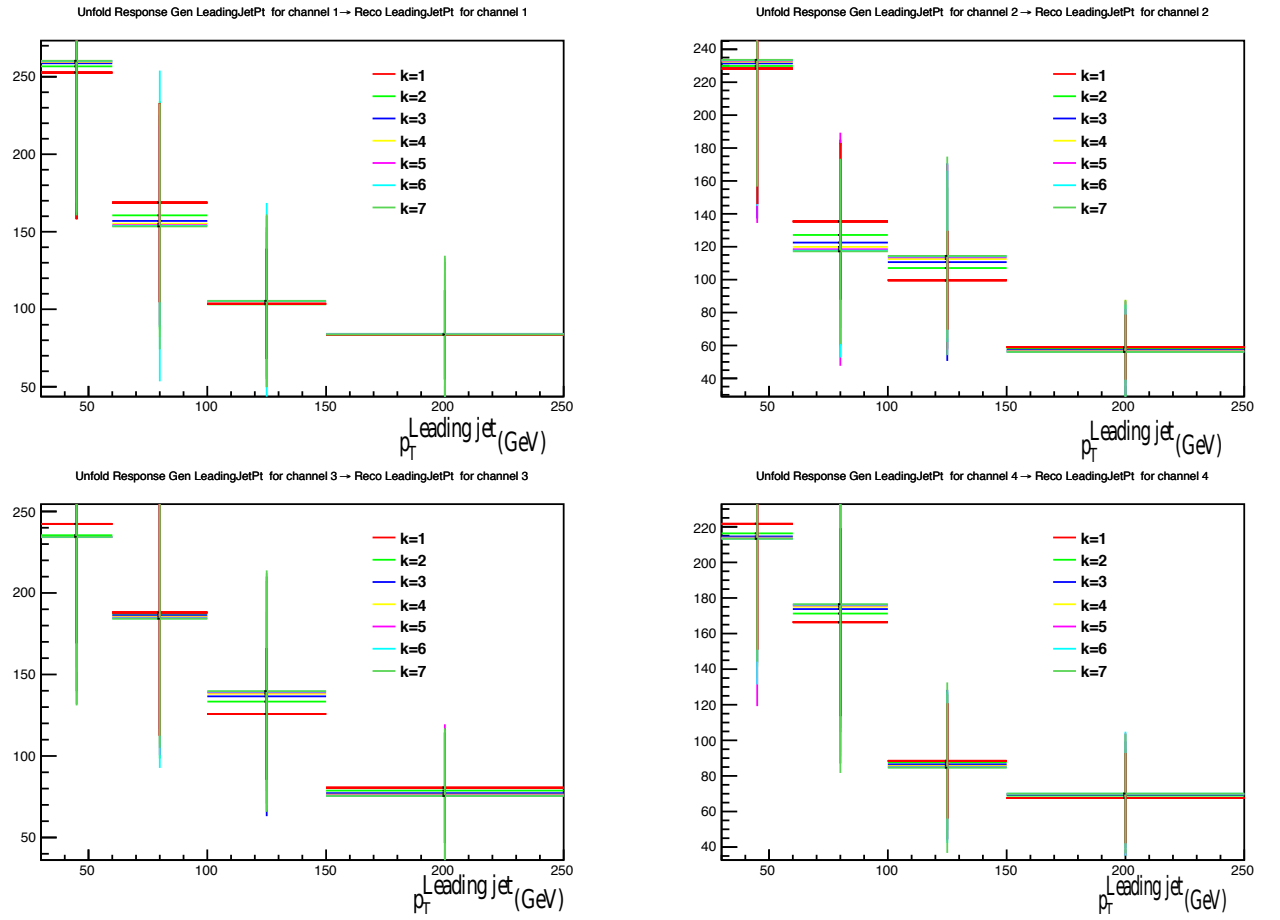 Unfold Response Gen LeadingJetPt for channel 1→ Reco LeadingJetPt for channel 1
250
200
150
100
50
k=1
k=2
k=3
k=4
k=5
k=6
k=7
50 100 150 200 250
p_T^Leading jet (GeV)
Unfold Response Gen LeadingJetPt for channel 2→ Reco LeadingJetPt for channel 2
240
220
200
180
160
140
120
100
80
60
40
k=1
k=2
k=3
k=4
k=5
k=6
k=7
50 100 150 200 250
p_T^Leading jet (GeV)
Unfold Response Gen LeadingJetPt for channel 3→ Reco LeadingJetPt for channel 3
250
200
150
100
50
k=1
k=2
k=3
k=4
k=5
k=6
k=7
50 100 150 200 250
p_T^Leading jet (GeV)
Unfold Response Gen LeadingJetPt for channel 4→ Reco LeadingJetPt for channel 4
220
200
180
160
140
120
100
80
60
40
k=1
k=2
k=3
k=4
k=5
k=6
k=7
50 100 150 200 250
p_T^Leading jet (GeV)